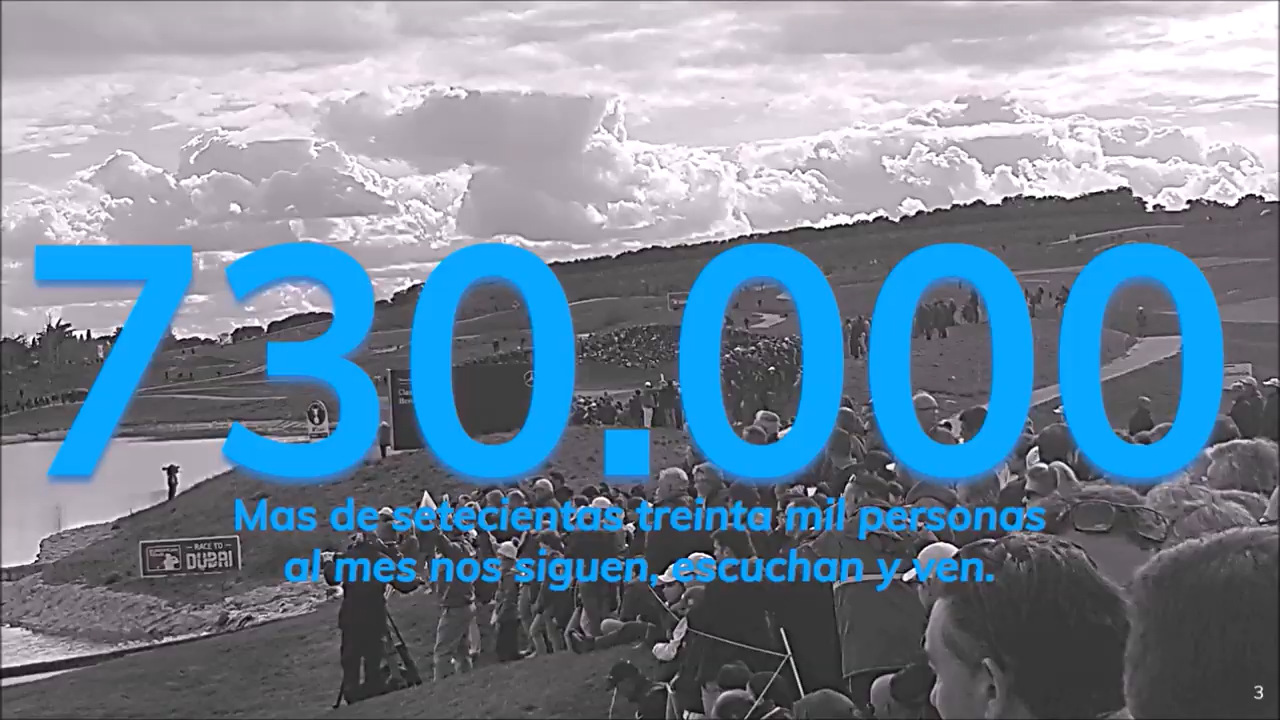 730.000
Mas de setecientas treinta mil personas
al mes nos siguen, escuchan y ven.
RACE TO
DUBAI
3